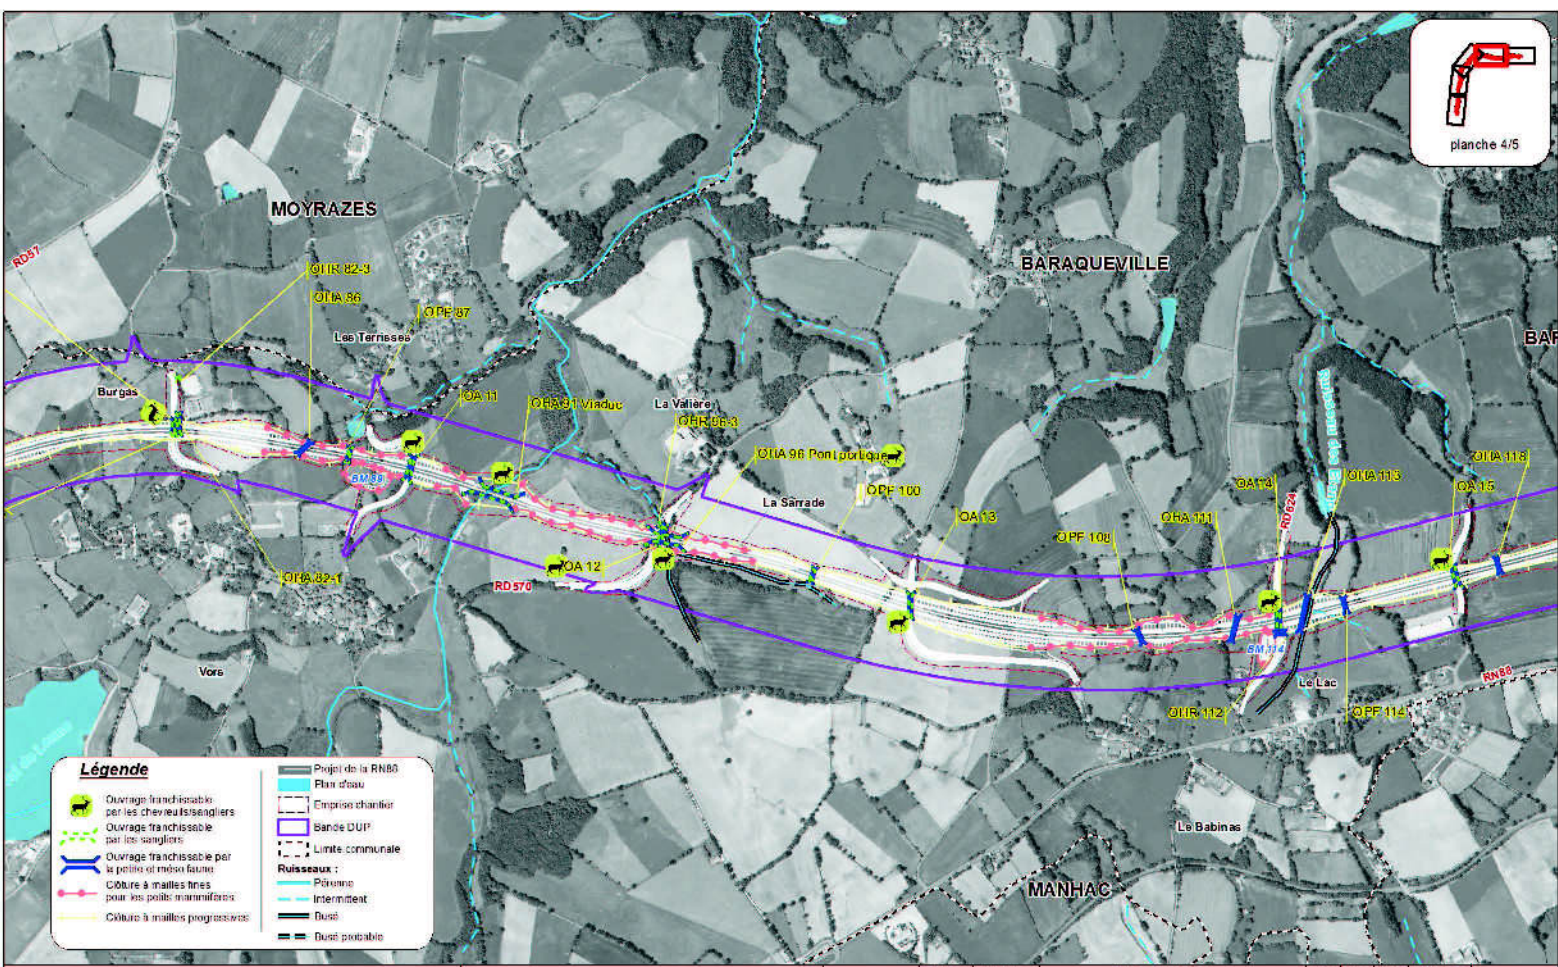 planche 4/5
MOYRAZES
RD57
OHR 82-3
BARAQUEVILLE
OHA 86
OPF 87
Les Terrisses
BAR
Burgas
OA 11
OHA 91 Viaduc
La Valière
OHR 96-3
OHA 96 Pont portique
OPF 100
La Sarrade
OA 13
BM 89
OA 14
RD624
OHA 113
OHA 118
OA 15
OHA 111
OPF 108
OHA 82-1
OA 12
RD570
BM 114
Le Lac
RN88
OHR 112
OPF 114
Vors
Le Babinas
MANHAC
Légende
Ouvrage franchissable
par les chevreuils/sangliers
Ouvrage franchissable
par les sangliers
Ouvrage franchissable par
la petite et méso faune
Clôture à mailles fines
pour les petits mammifères
Clôture à mailles progressives
Projet de la RN88
Plan d'eau
Emprise chantier
Bande DUP
Limite communale
Ruisseaux :
Pérenne
Intermittent
Busé
Busé probable